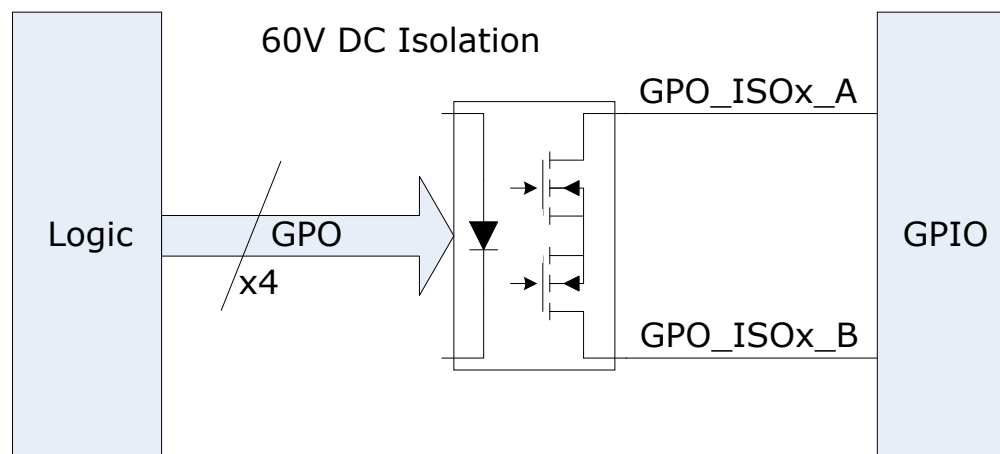 60V DC Isolation
GPO_ISOx_A
Logic
GPO
x4
GPIO
GPO_ISOx_B